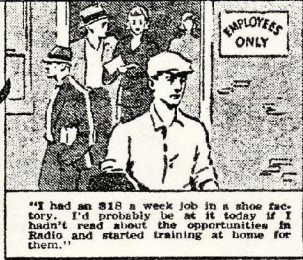 EMPLOYEES
ONLY
"I had an $18 a week job in a shoe fac-
tory. I'd probably be at it today if I
hadn't read about the opportunities in
Radio and started training at home for
them."